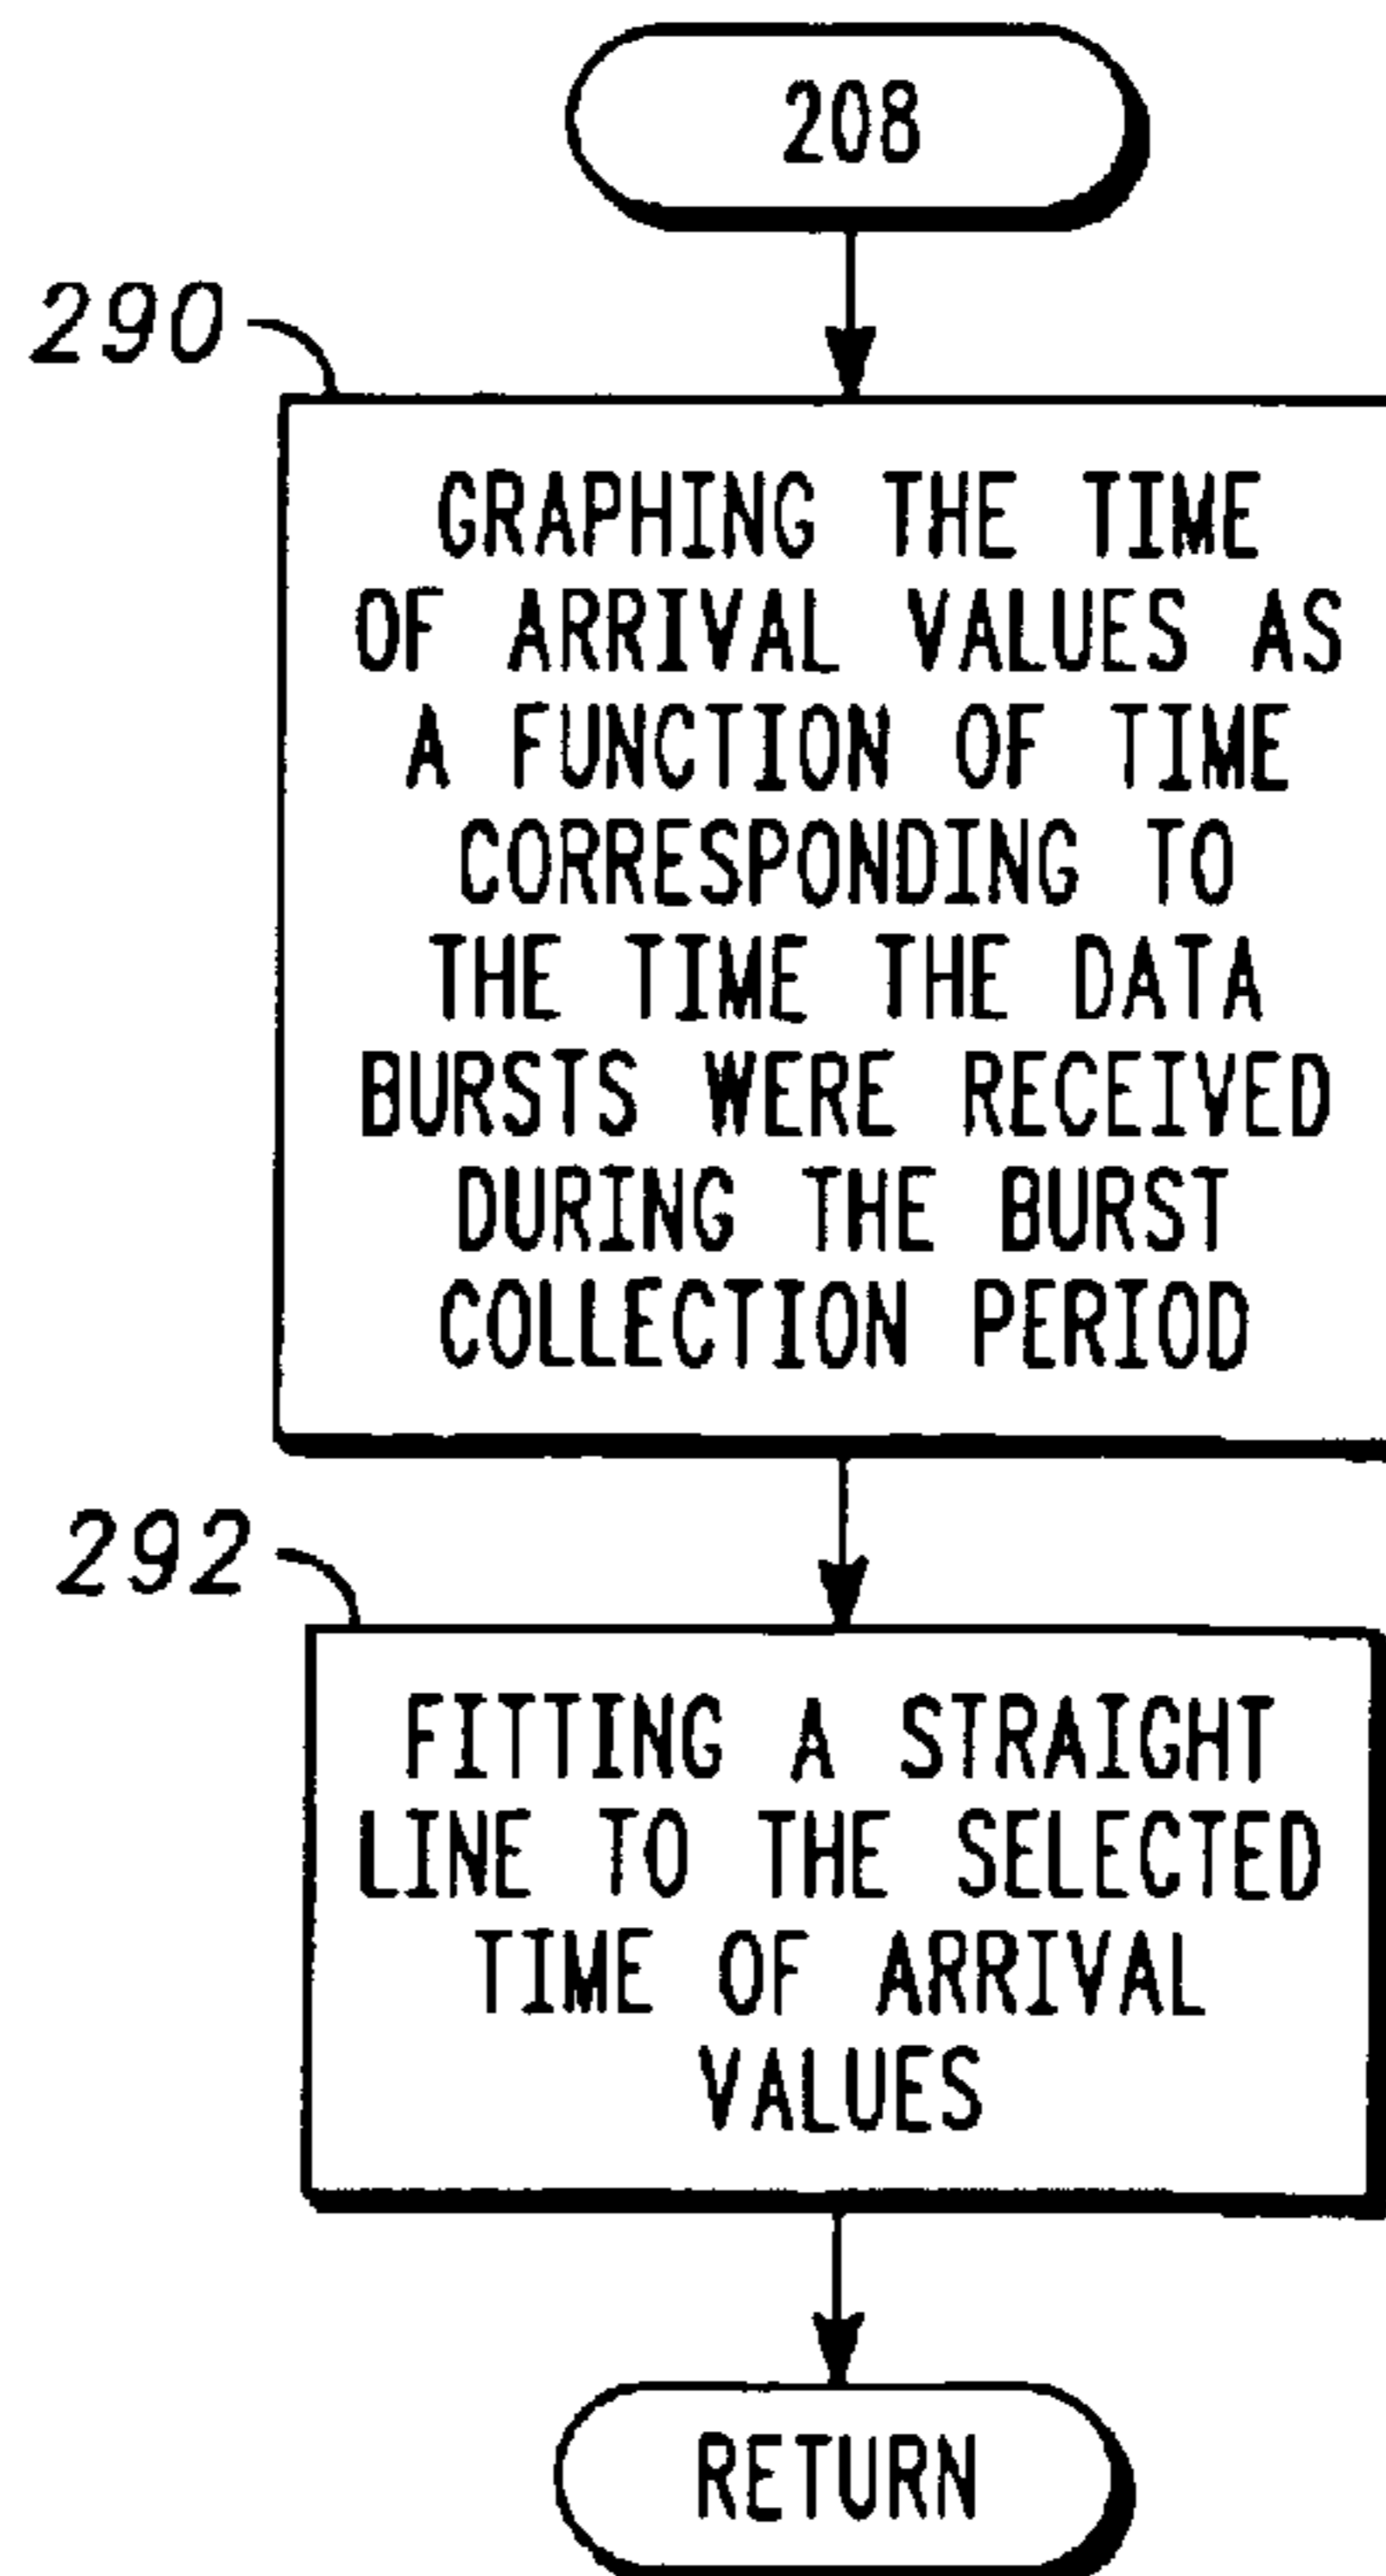 208
290
GRAPHING THE TIME
OF ARRIVAL VALUES AS
A FUNCTION OF TIME
CORRESPONDING TO
THE TIME THE DATA
BURSTS WERE RECEIVED
DURING THE BURST
COLLECTION PERIOD
292
FITTING A STRAIGHT
LINE TO THE SELECTED
TIME OF ARRIVAL
VALUES
RETURN